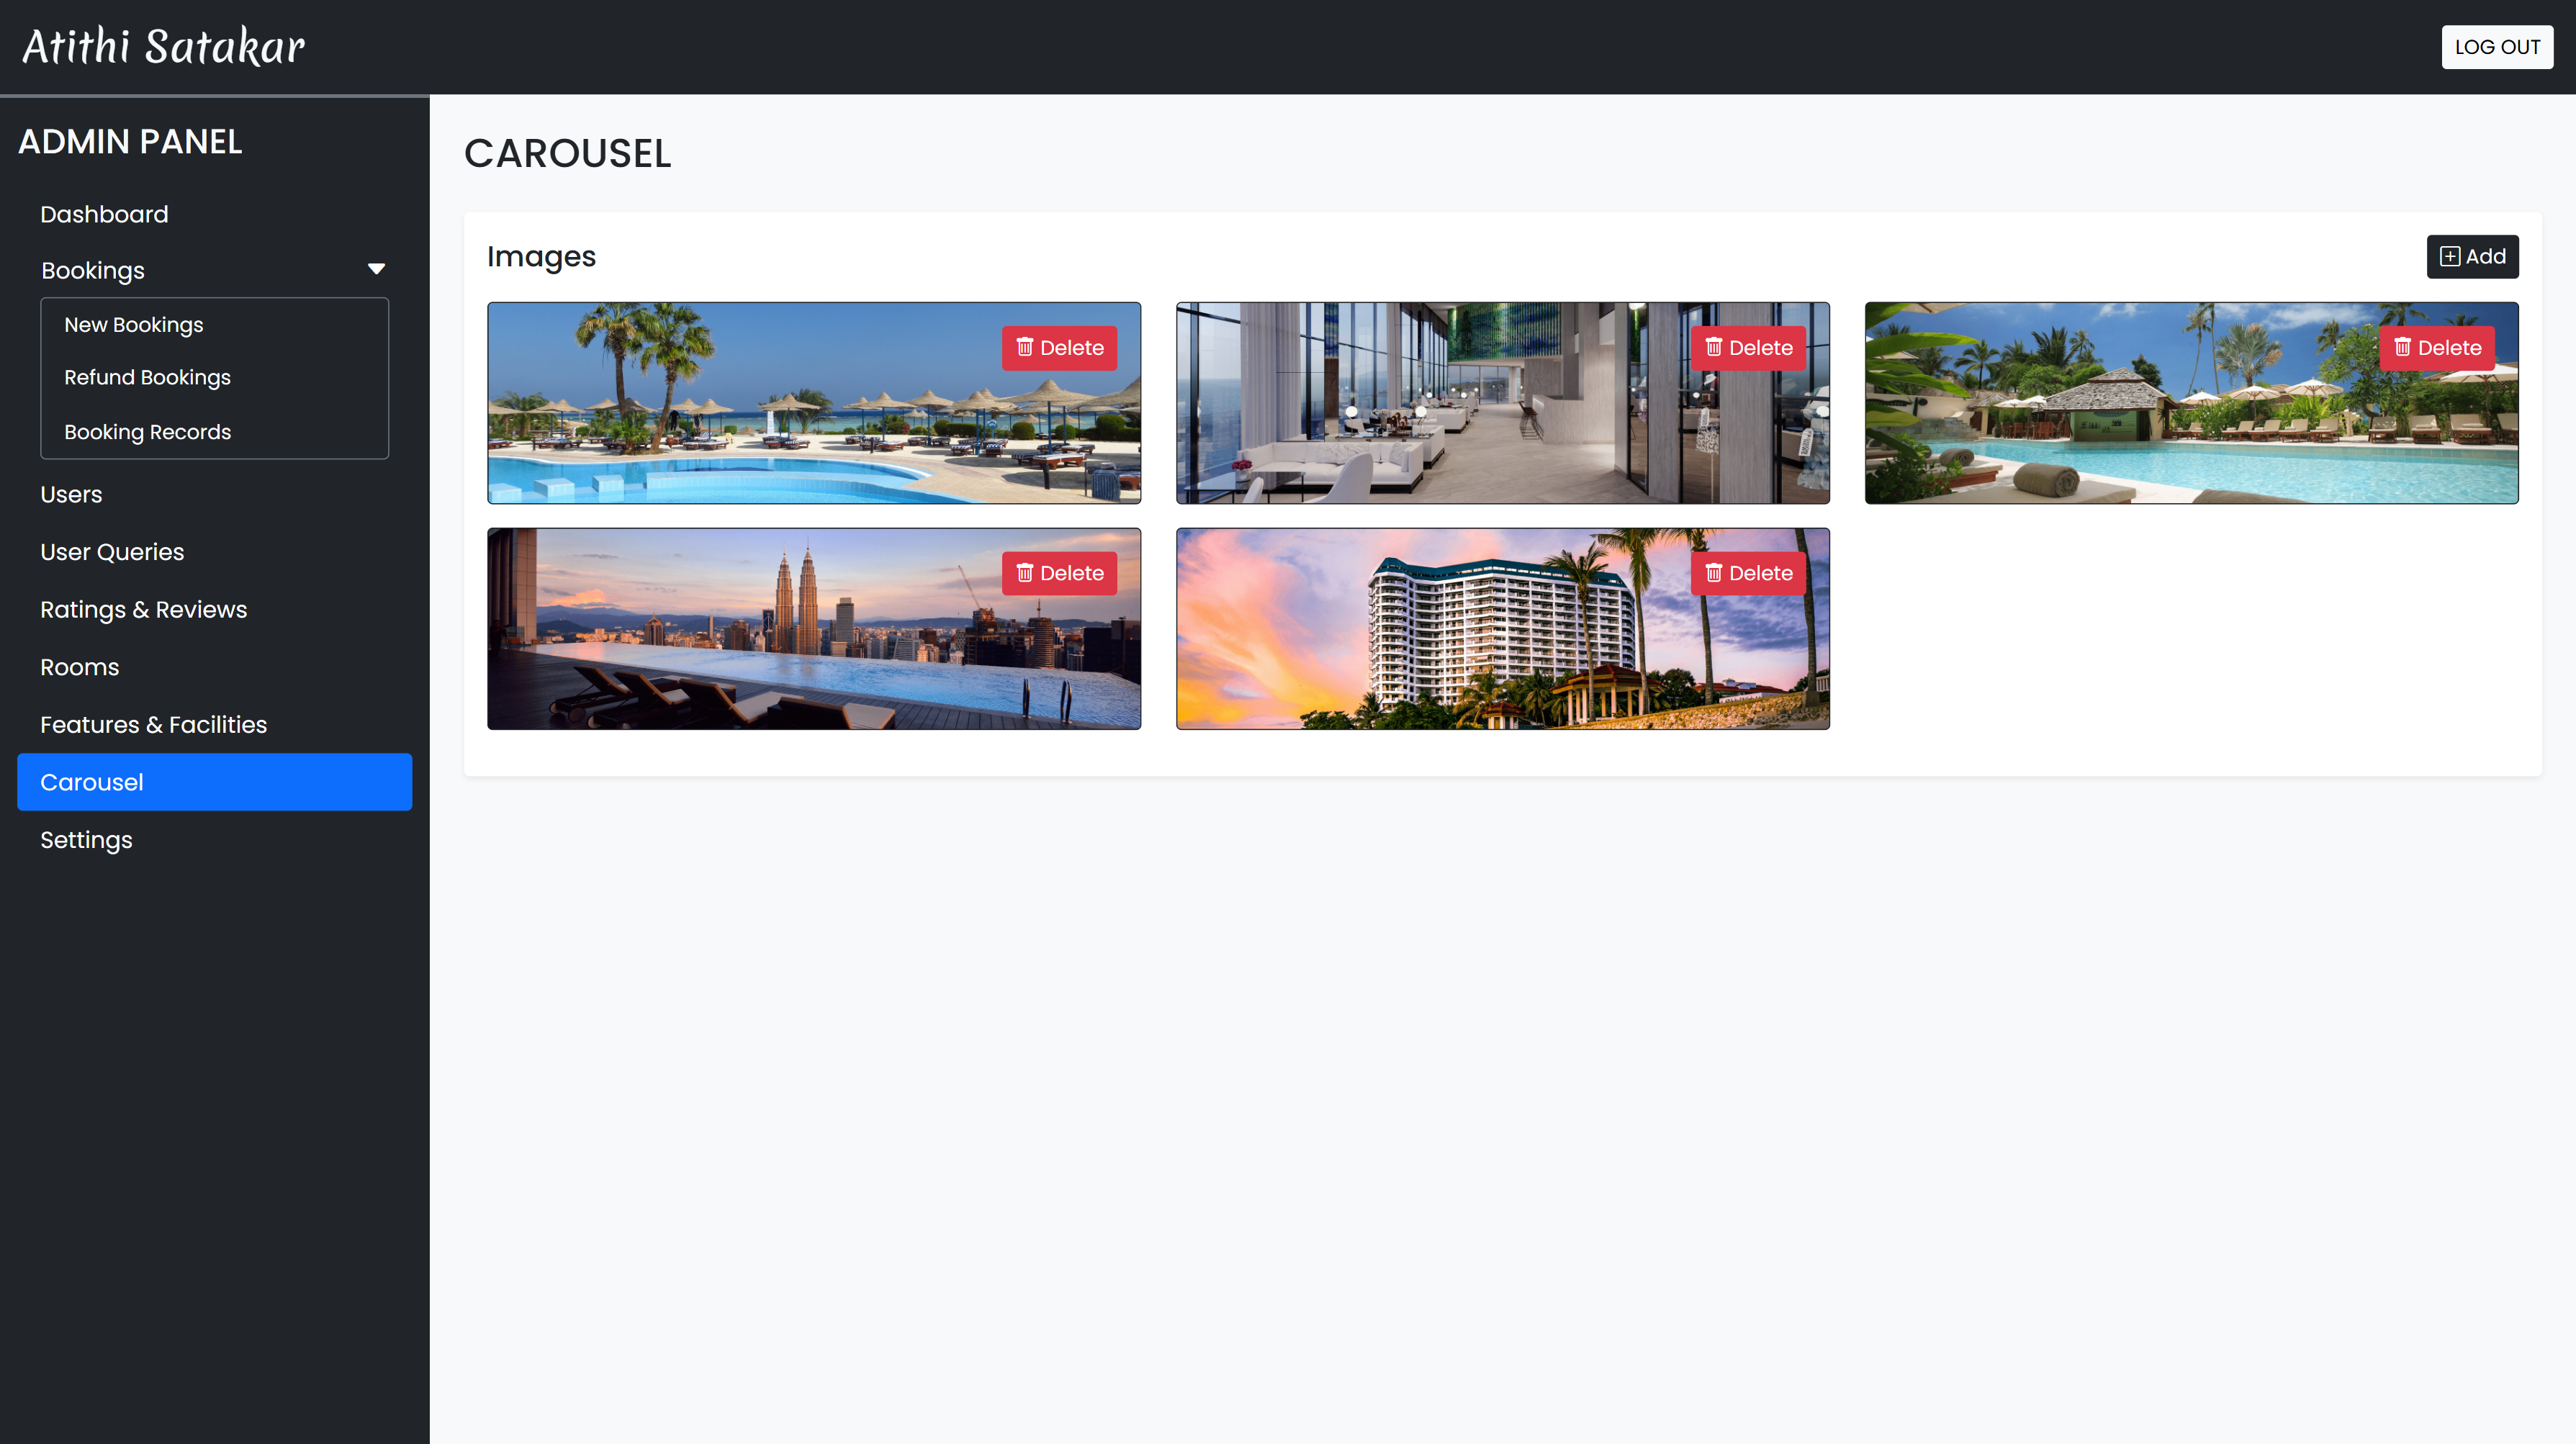 Atithi Satakar
LOG OUT
ADMIN PANEL
Dashboard
Bookings
New Bookings
Refund Bookings
Booking Records
Users
User Queries
Ratings & Reviews
Rooms
Features & Facilities
Carousel
Settings
CAROUSEL
Images
Add
Delete
Delete
Delete
Delete
Delete